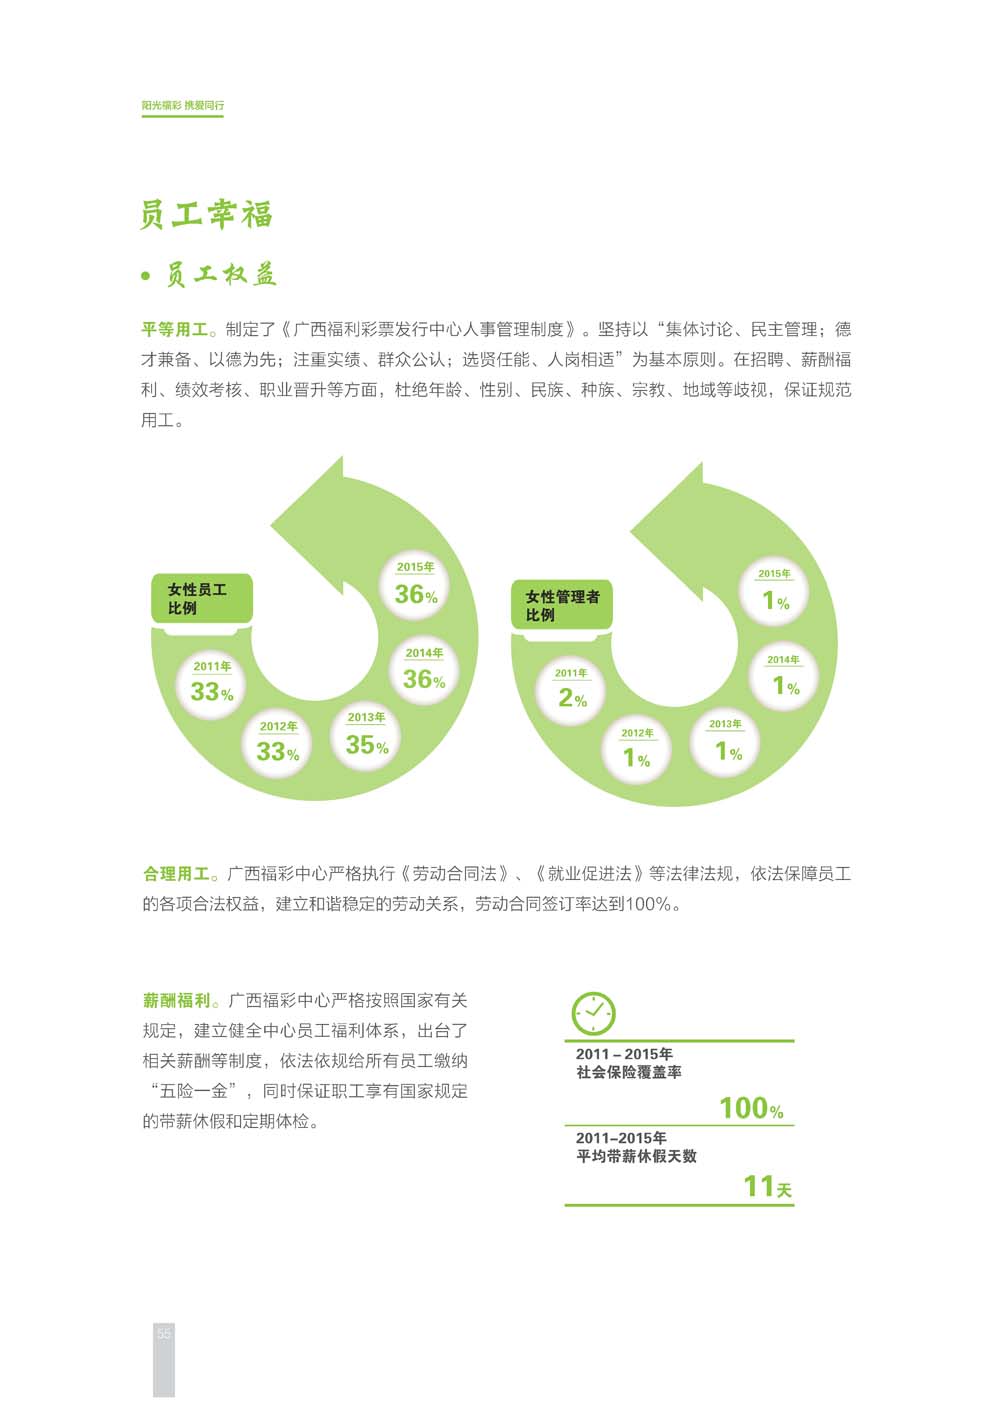 阳光福彩 携爱同行
员工幸福
• 员工权益
平等用工。制定了《广西福利彩票发行中心人事管理制度》。坚持以“集体讨论、民主管理；德
才兼备、以德为先；注重实绩、群众公认；选贤任能、人岗相适”为基本原则。在招聘、薪酬福
利、绩效考核、职业晋升等方面，杜绝年龄、性别、民族、种族、宗教、地域等歧视，保证规范
用工。
女性员工
比例
2011年
33%
2012年
33%
2013年
35%
2014年
36%
2015年
36%
女性管理者
比例
2011年
2%
2012年
1%
2013年
1%
2014年
1%
2015年
1%
合理用工。广西福彩中心严格执行《劳动合同法》、《就业促进法》等法律法规，依法保障员工
的各项合法权益，建立和谐稳定的劳动关系，劳动合同签订率达到100%。
薪酬福利。广西福彩中心严格按照国家有关
规定，建立健全中心员工福利体系，出台了
相关薪酬等制度，依法依规给所有员工缴纳
“五险一金”，同时保证职工享有国家规定
的带薪休假和定期体检。
2011－2015年
社会保险覆盖率
100%
2011–2015年
平均带薪休假天数
11天
55